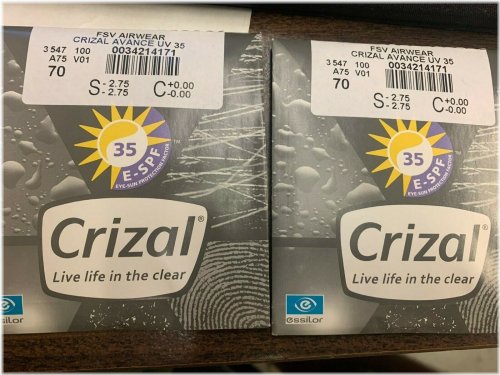 FSV AIRWEAR
CRIZAL AVANCE UV 35
3 547 100 0034214171
A75 V01
70
S -2.75 C +0.00
-2.75 -0.00
35
E-SPF™
EYE-SUN PROTECTION FACTOR
Crizal®
Live life in the clear
essilor
FSV AIRWEAR
CRIZAL AVANCE UV 35
3 547 100 0034214171
A75 V01
70
S -2.75 C +0.00
-2.75 -0.00
35
E-SPF™
EYE-SUN PROTECTION FACTOR
Crizal®
Live life in the clear
essilor